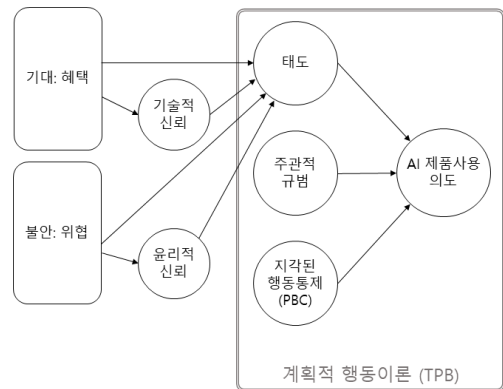 기대: 혜택
기술적
신뢰
태도
불안: 위협
윤리적
신뢰
주관적
규범
지각된
행동통제
(PBC)
AI 제품사용
의도
계획적 행동이론 (TPB)